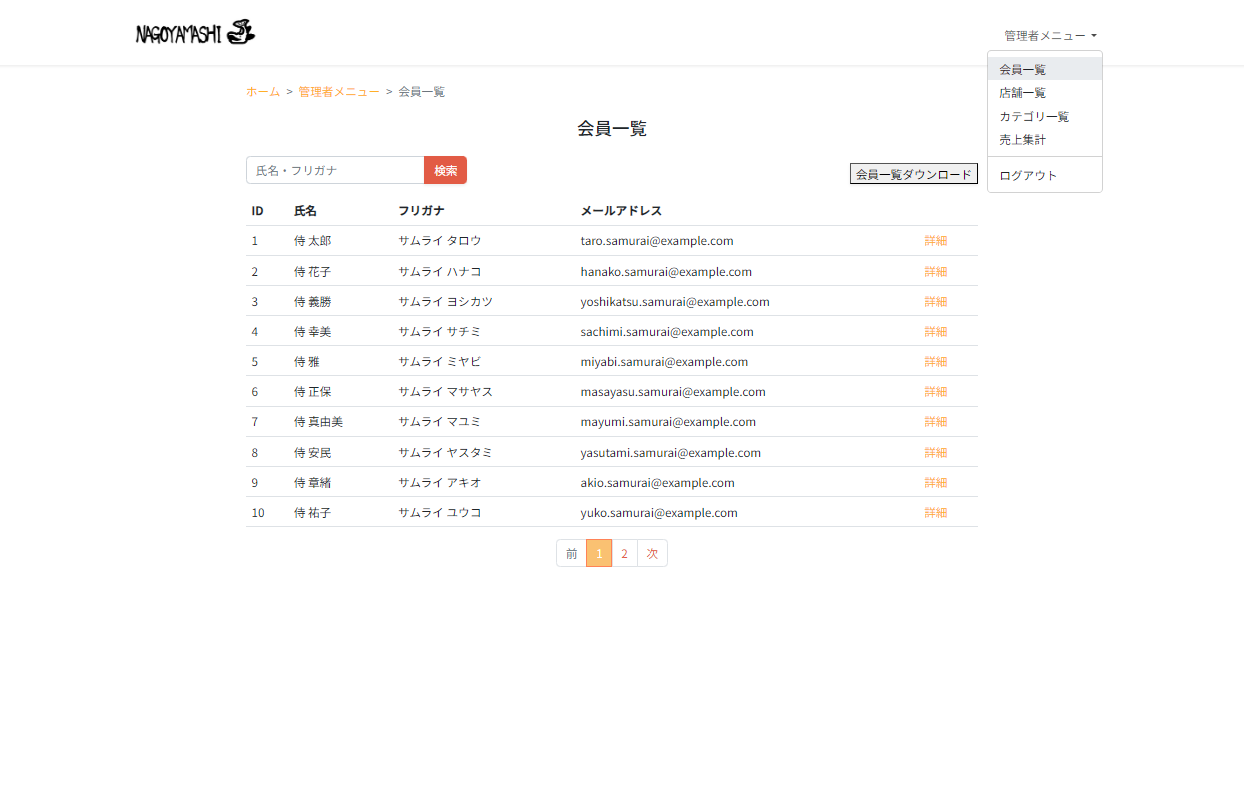 NAGOYAMASHI
管理者メニュー
会員一覧
店舗一覧
カテゴリ一覧
売上集計
ログアウト
ホーム > 管理者メニュー > 会員一覧
会員一覧
氏名・フリガナ 検索 会員一覧ダウンロード
ID 氏名 フリガナ メールアドレス
1 侍 太郎 サムライ タロウ taro.samurai@example.com 詳細
2 侍 花子 サムライ ハナコ hanako.samurai@example.com 詳細
3 侍 義勝 サムライ ヨシカツ yoshikatsu.samurai@example.com 詳細
4 侍 幸美 サムライ サチミ sachimi.samurai@example.com 詳細
5 侍 雅 サムライ ミヤビ miyabi.samurai@example.com 詳細
6 侍 正保 サムライ マサヤス masayasu.samurai@example.com 詳細
7 侍 真由美 サムライ マユミ mayumi.samurai@example.com 詳細
8 侍 安民 サムライ ヤスタミ yasutami.samurai@example.com 詳細
9 侍 章緒 サムライ アキオ akio.samurai@example.com 詳細
10 侍 祐子 サムライ ユウコ yuko.samurai@example.com 詳細
前 1 2 次